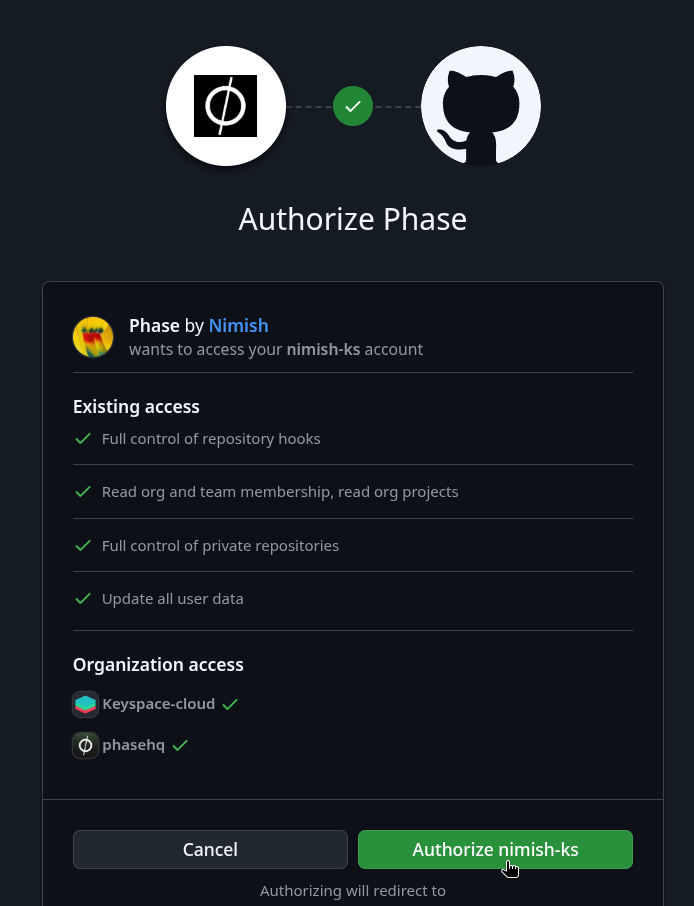 Authorize Phase
Phase by Nimish
wants to access your nimish-ks account
Existing access
Full control of repository hooks
Read org and team membership, read org projects
Full control of private repositories
Update all user data
Organization access
Keyspace-cloud
phasehq
Cancel
Authorize nimish-ks
Authorizing will redirect to